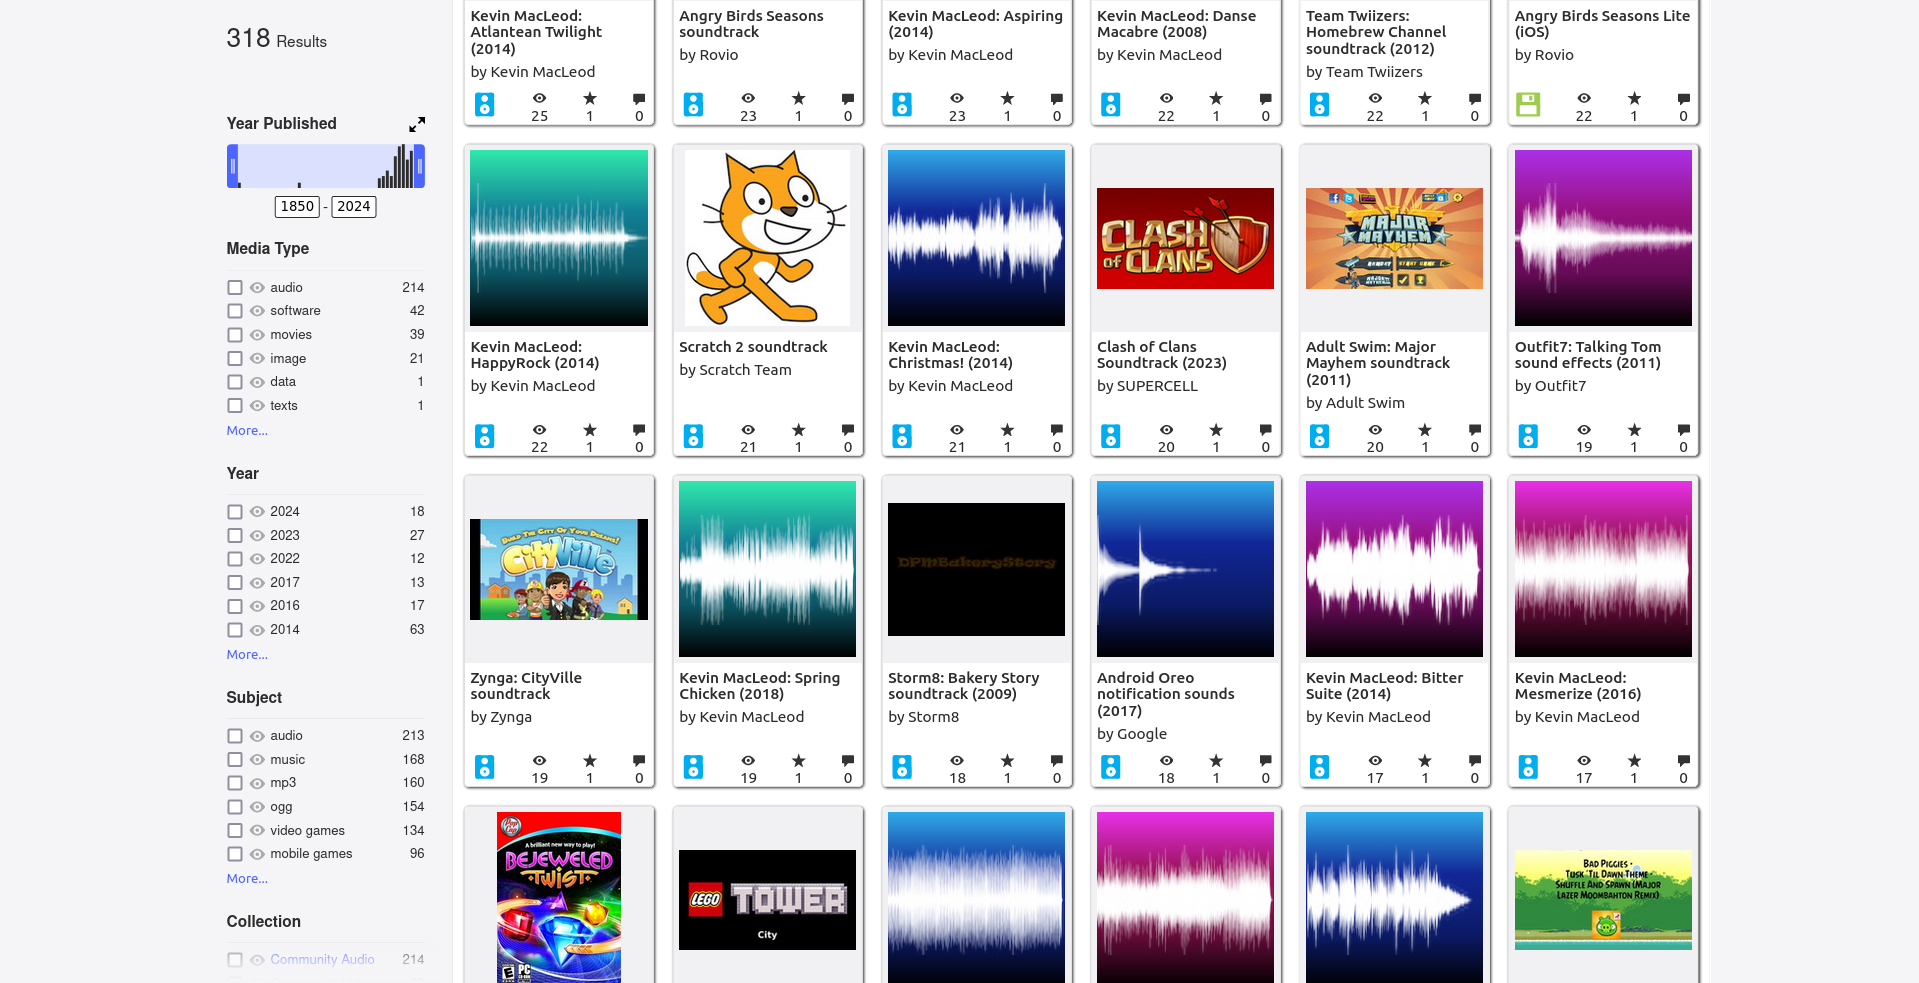 318 Results
Year Published
1850 - 2024
Media Type
audio 214
software 42
movies 39
image 21
data 1
texts 1
More...
Year
2024 18
2023 27
2022 12
2017 13
2016 17
2014 63
More...
Subject
audio 213
music 168
mp3 160
ogg 154
video games 134
mobile games 96
More...
Collection
Community Audio 214
Kevin MacLeod:
Atlantean Twilight
(2014)
by Kevin MacLeod
25 1 0
Angry Birds Seasons
soundtrack
by Rovio
23 1 0
Kevin MacLeod: Aspiring
(2014)
by Kevin MacLeod
23 1 0
Kevin MacLeod: Danse
Macabre (2008)
by Kevin MacLeod
22 1 0
Team Twiizers:
Homebrew Channel
soundtrack (2012)
by Team Twiizers
22 1 0
Angry Birds Seasons Lite
(iOS)
by Rovio
22 1 0
Kevin MacLeod:
HappyRock (2014)
by Kevin MacLeod
22 1 0
Scratch 2 soundtrack
by Scratch Team
21 1 0
Kevin MacLeod:
Christmas! (2014)
by Kevin MacLeod
21 1 0
CLASH
OF CLANS
Clash of Clans
Soundtrack (2023)
by SUPERCELL
20 1 0
MAJOR
MAYHEM
START GAME
Adult Swim: Major
Mayhem soundtrack
(2011)
by Adult Swim
20 1 0
Outfit7: Talking Tom
sound effects (2011)
by Outfit7
19 1 0
BUILD THE CITY OF YOUR DREAMS!
CityVille
Zynga: CityVille
soundtrack
by Zynga
19 1 0
Kevin MacLeod: Spring
Chicken (2018)
by Kevin MacLeod
19 1 0
DPMBakeryStory
Storm8: Bakery Story
soundtrack (2009)
by Storm8
18 1 0
Android Oreo
notification sounds
(2017)
by Google
18 1 0
Kevin MacLeod: Bitter
Suite (2014)
by Kevin MacLeod
17 1 0
Kevin MacLeod:
Mesmerize (2016)
by Kevin MacLeod
17 1 0
PopCap
A brilliant new way to play!
BEJEWELED
TWIST
E PC
LEGO TOWER
City
BAD PIGGIES -
TUSK 'TIL DAWN THEME
SHUFFLE AND SPAWN (MAJOR
LAZER MOOMBAHTON REMIX)